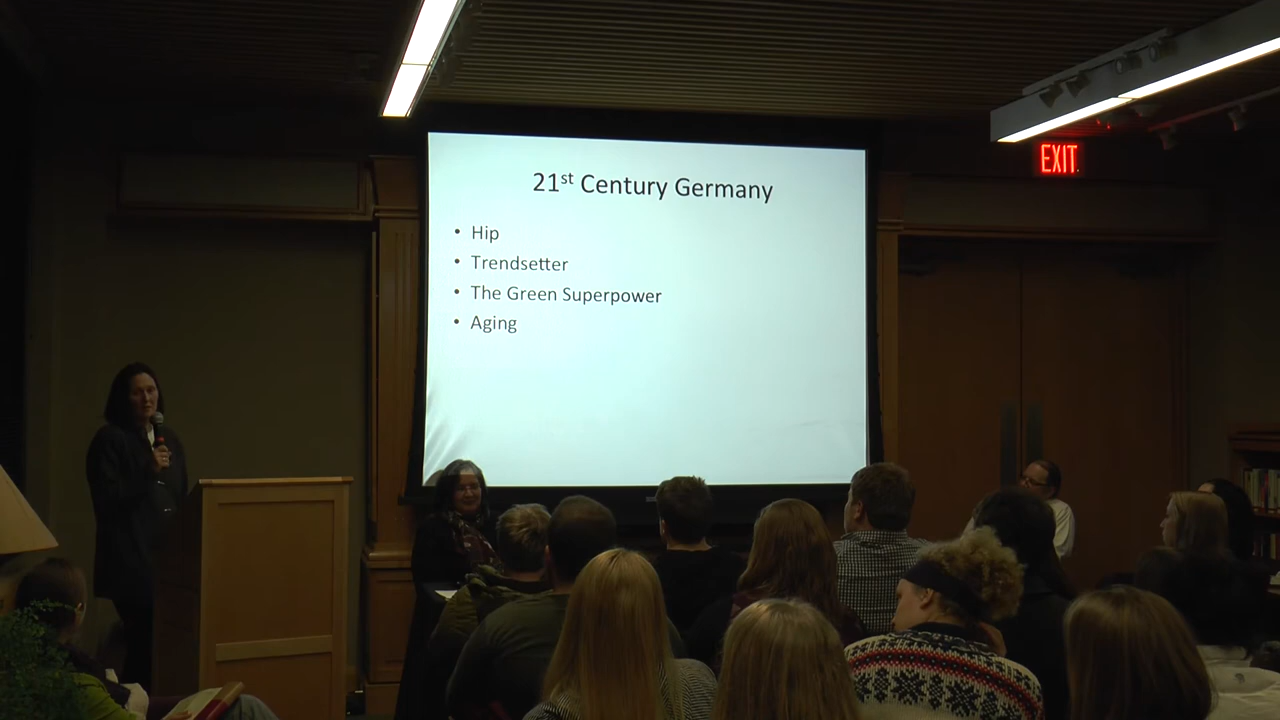 21st Century Germany
• Hip
• Trendsetter
• The Green Superpower
• Aging
EXIT